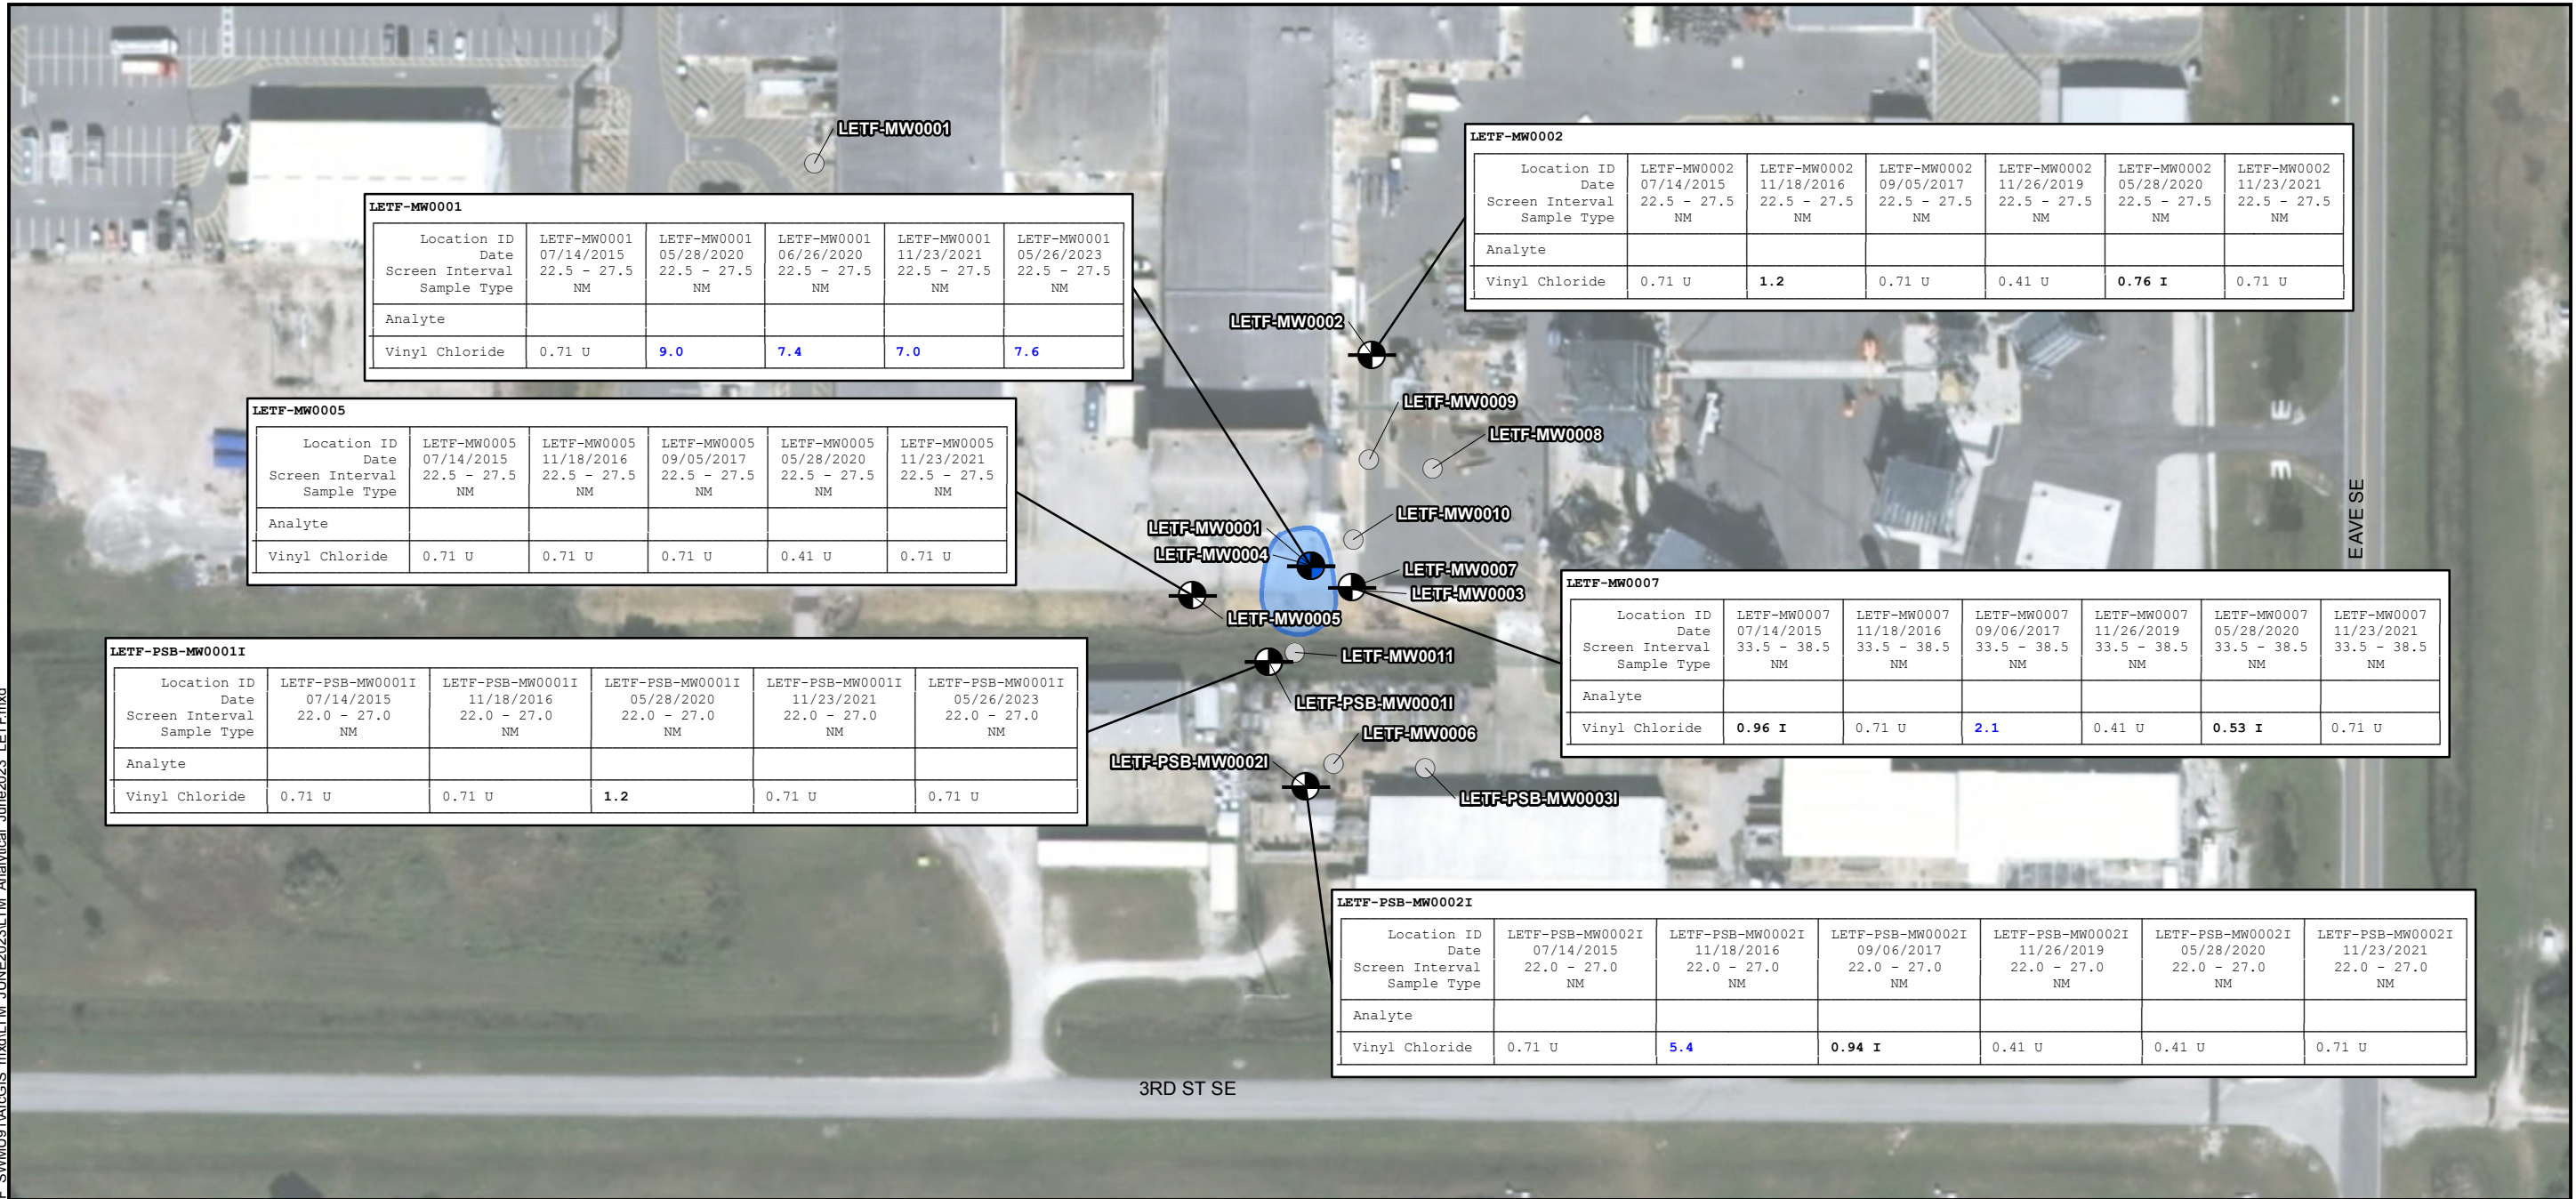 LETF-MW0001
LETF-MW0001
Location ID LETF-MW0001 LETF-MW0001 LETF-MW0001 LETF-MW0001 LETF-MW0001
Date 07/14/2015 05/28/2020 06/26/2020 11/23/2021 05/26/2023
Screen Interval 22.5 - 27.5 22.5 - 27.5 22.5 - 27.5 22.5 - 27.5 22.5 - 27.5
Sample Type NM NM NM NM NM
Analyte
Vinyl Chloride 0.71 U 9.0 7.4 7.0 7.6
LETF-MW0002
Location ID LETF-MW0002 LETF-MW0002 LETF-MW0002 LETF-MW0002 LETF-MW0002 LETF-MW0002
Date 07/14/2015 11/18/2016 09/05/2017 11/26/2019 05/28/2020 11/23/2021
Screen Interval 22.5 - 27.5 22.5 - 27.5 22.5 - 27.5 22.5 - 27.5 22.5 - 27.5 22.5 - 27.5
Sample Type NM NM NM NM NM NM
Analyte
Vinyl Chloride 0.71 U 1.2 0.71 U 0.41 U 0.76 I 0.71 U
LETF-MW0002
LETF-MW0009
LETF-MW0008
LETF-MW0005
Location ID LETF-MW0005 LETF-MW0005 LETF-MW0005 LETF-MW0005 LETF-MW0005
Date 07/14/2015 11/18/2016 09/05/2017 05/28/2020 11/23/2021
Screen Interval 22.5 - 27.5 22.5 - 27.5 22.5 - 27.5 22.5 - 27.5 22.5 - 27.5
Sample Type NM NM NM NM NM
Analyte
Vinyl Chloride 0.71 U 0.71 U 0.71 U 0.41 U 0.71 U
LETF-MW0010
LETF-MW0001
LETF-MW0004
LETF-MW0007
LETF-MW0003
LETF-MW0005
E AVE SE
LETF-MW0007
Location ID LETF-MW0007 LETF-MW0007 LETF-MW0007 LETF-MW0007 LETF-MW0007 LETF-MW0007
Date 07/14/2015 11/18/2016 09/06/2017 11/26/2019 05/28/2020 11/23/2021
Screen Interval 33.5 - 38.5 33.5 - 38.5 33.5 - 38.5 33.5 - 38.5 33.5 - 38.5 33.5 - 38.5
Sample Type NM NM NM NM NM NM
Analyte
Vinyl Chloride 0.96 I 0.71 U 2.1 0.41 U 0.53 I 0.71 U
LETF-PSB-MW0001I
Location ID LETF-PSB-MW0001I LETF-PSB-MW0001I LETF-PSB-MW0001I LETF-PSB-MW0001I LETF-PSB-MW0001I
Date 07/14/2015 11/18/2016 05/28/2020 11/23/2021 05/26/2023
Screen Interval 22.0 - 27.0 22.0 - 27.0 22.0 - 27.0 22.0 - 27.0 22.0 - 27.0
Sample Type NM NM NM NM NM
Analyte
Vinyl Chloride 0.71 U 0.71 U 1.2 0.71 U 0.71 U
LETF-MW0011
LETF-PSB-MW0001I
LETF-MW0006
LETF-PSB-MW0002I
LETF-PSB-MW0003I
LETF-PSB-MW0002I
Location ID LETF-PSB-MW0002I LETF-PSB-MW0002I LETF-PSB-MW0002I LETF-PSB-MW0002I LETF-PSB-MW0002I LETF-PSB-MW0002I
Date 07/14/2015 11/18/2016 09/06/2017 11/26/2019 05/28/2020 11/23/2021
Screen Interval 22.0 - 27.0 22.0 - 27.0 22.0 - 27.0 22.0 - 27.0 22.0 - 27.0 22.0 - 27.0
Sample Type NM NM NM NM NM NM
Analyte
Vinyl Chloride 0.71 U 5.4 0.94 I 0.41 U 0.41 U 0.71 U
3RD ST SE